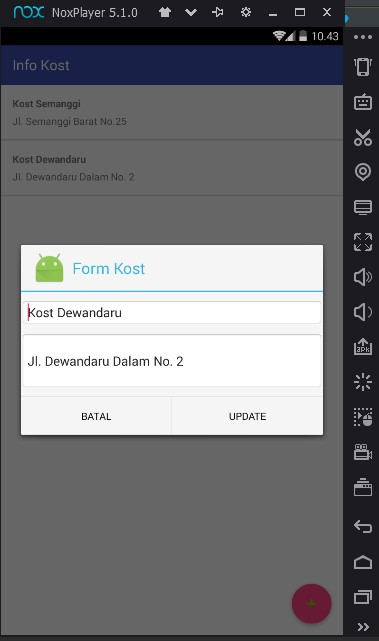 nox NoxPlayer 5.1.0
10.43
Info Kost
Kost Semanggi
Jl. Semanggi Barat No.25
Kost Dewandaru
Jl. Dewandaru Dalam No. 2
Form Kost
Kost Dewandaru
Jl. Dewandaru Dalam No. 2
BATAL
UPDATE